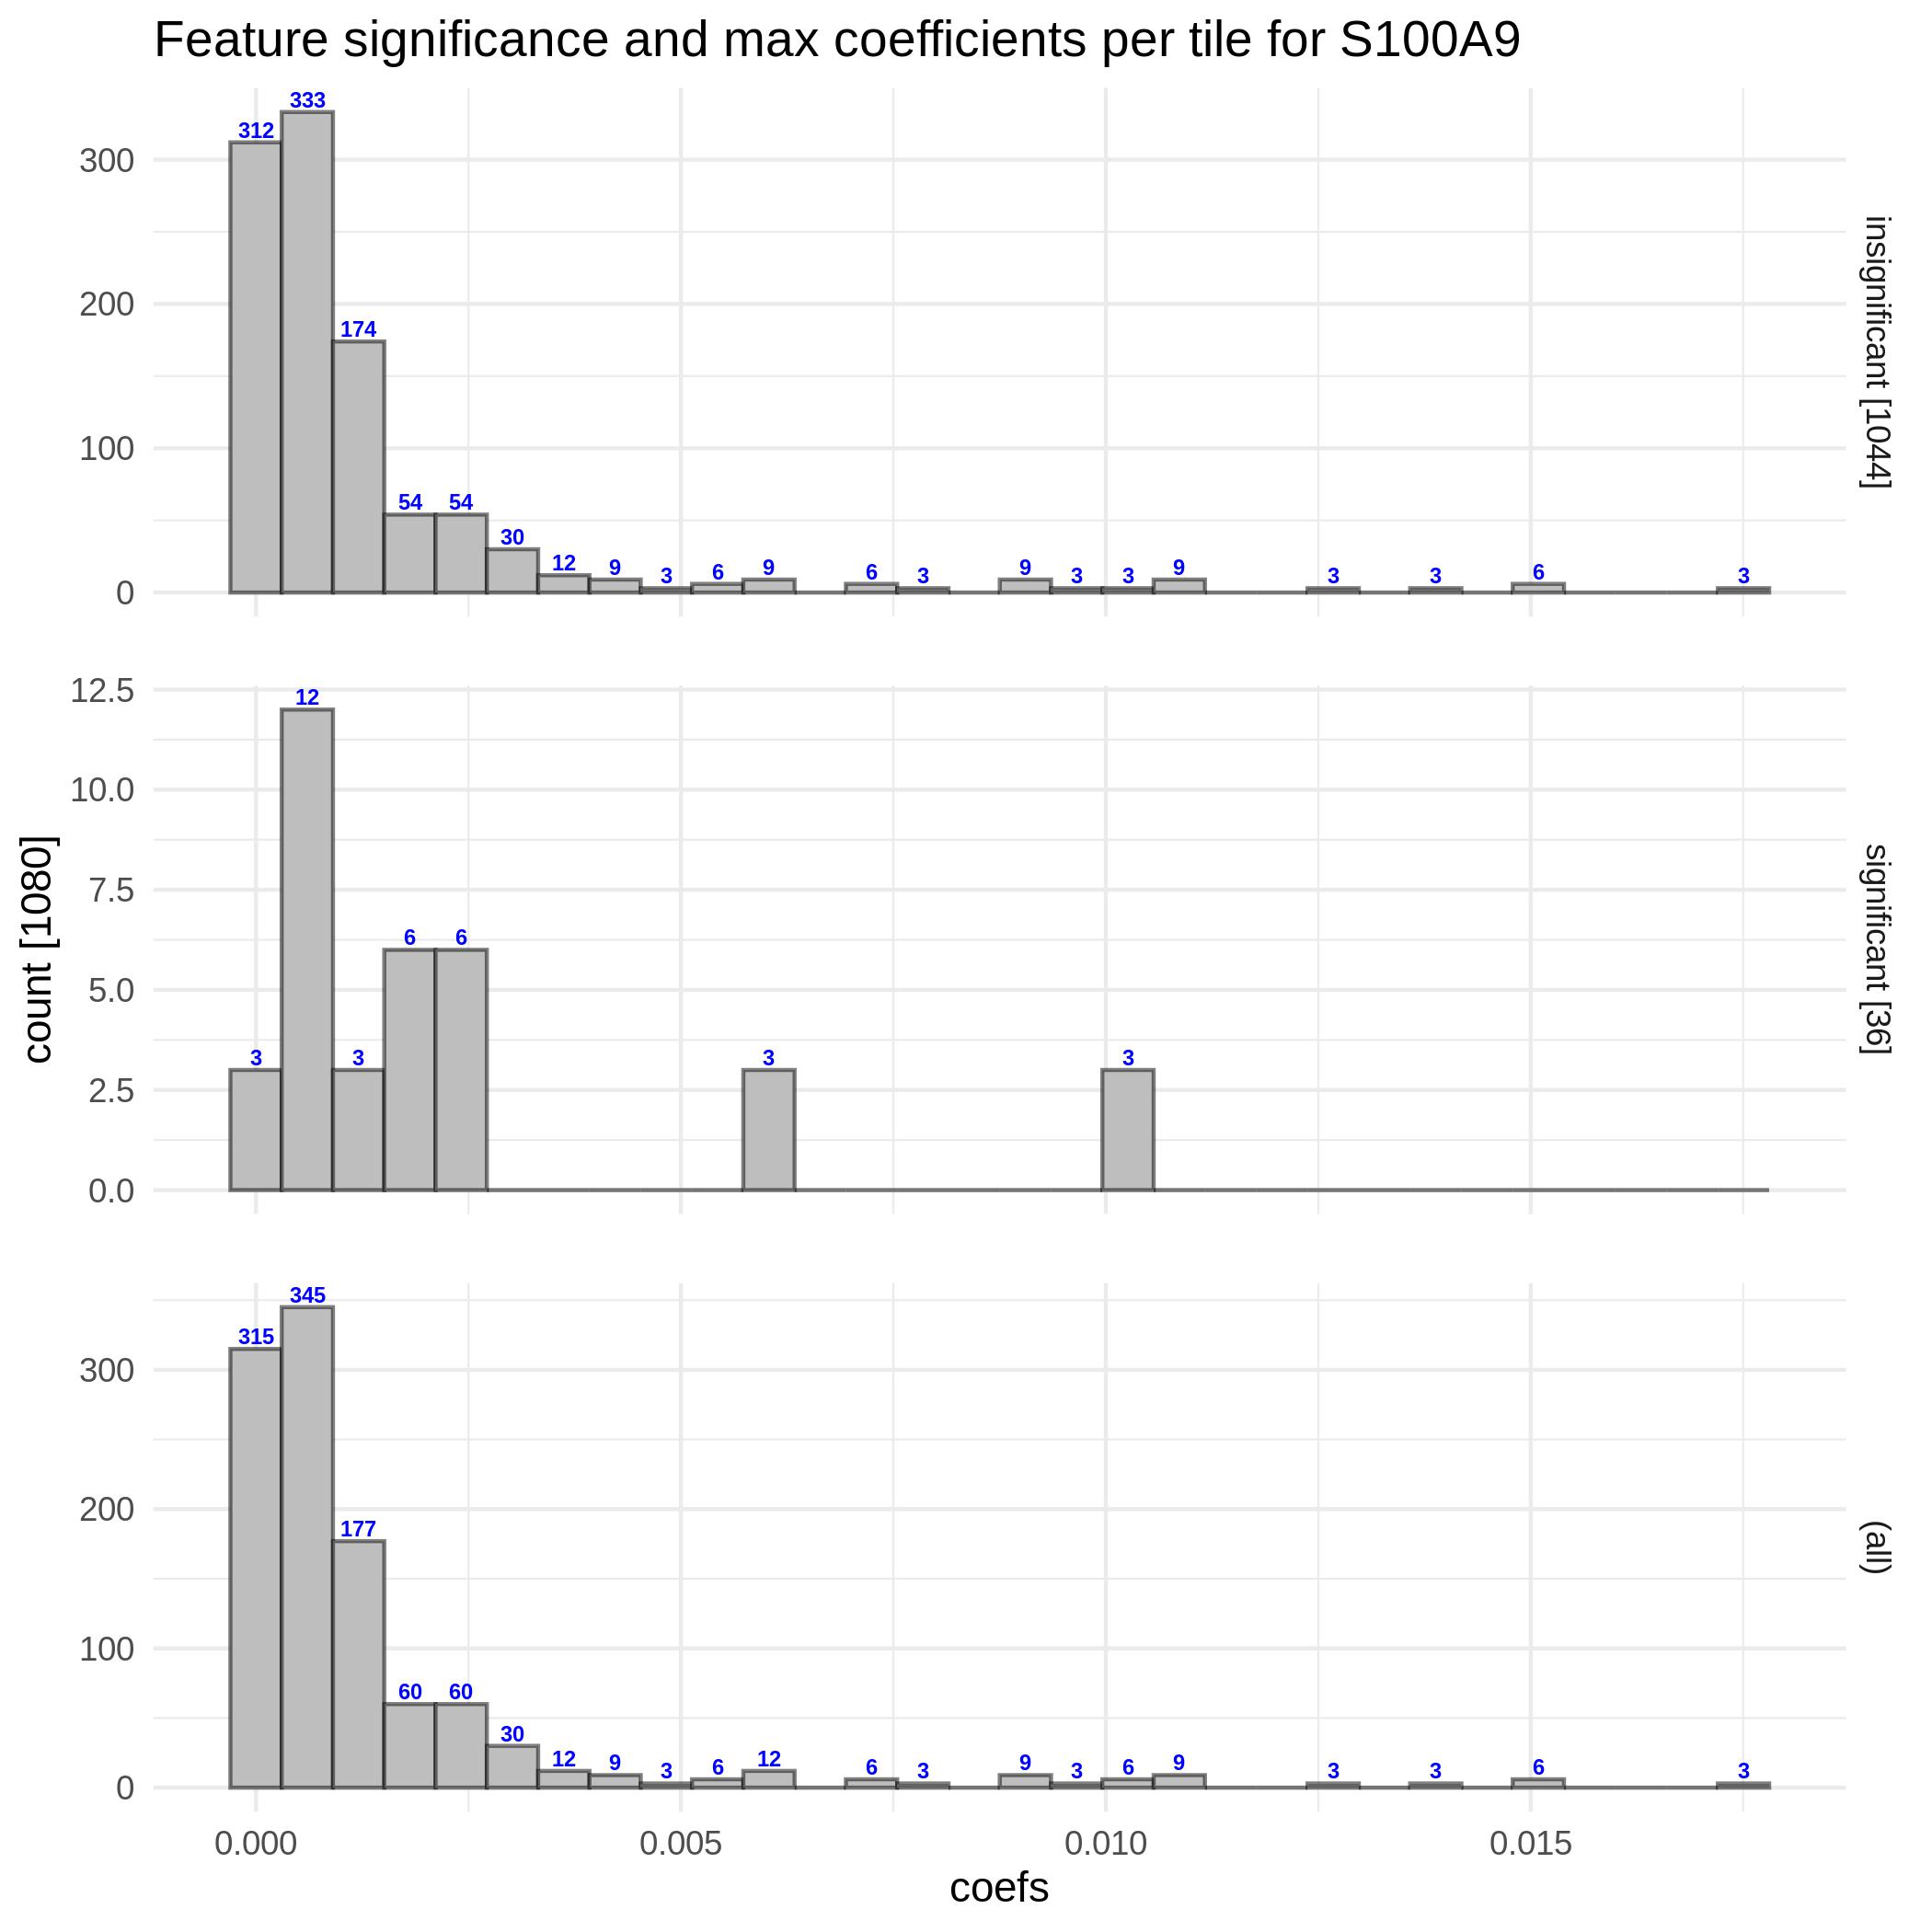 Feature significance and max coefficients per tile for S100A9
333
312
300
200
174
100
54 54
30
12 9 3 6 9 6 3 9 3 3 9 3 3 6 3
0
insignificant [1044]
12.5
12
10.0
7.5
6 6
5.0
3 3 3 3
2.5
0.0
significant [36]
count [1080]
345
315
300
200
177
100
60 60
30
12 9 3 6 12 6 3 9 3 6 9 3 3 6 3
0
(all)
0.000 0.005 0.010 0.015
coefs